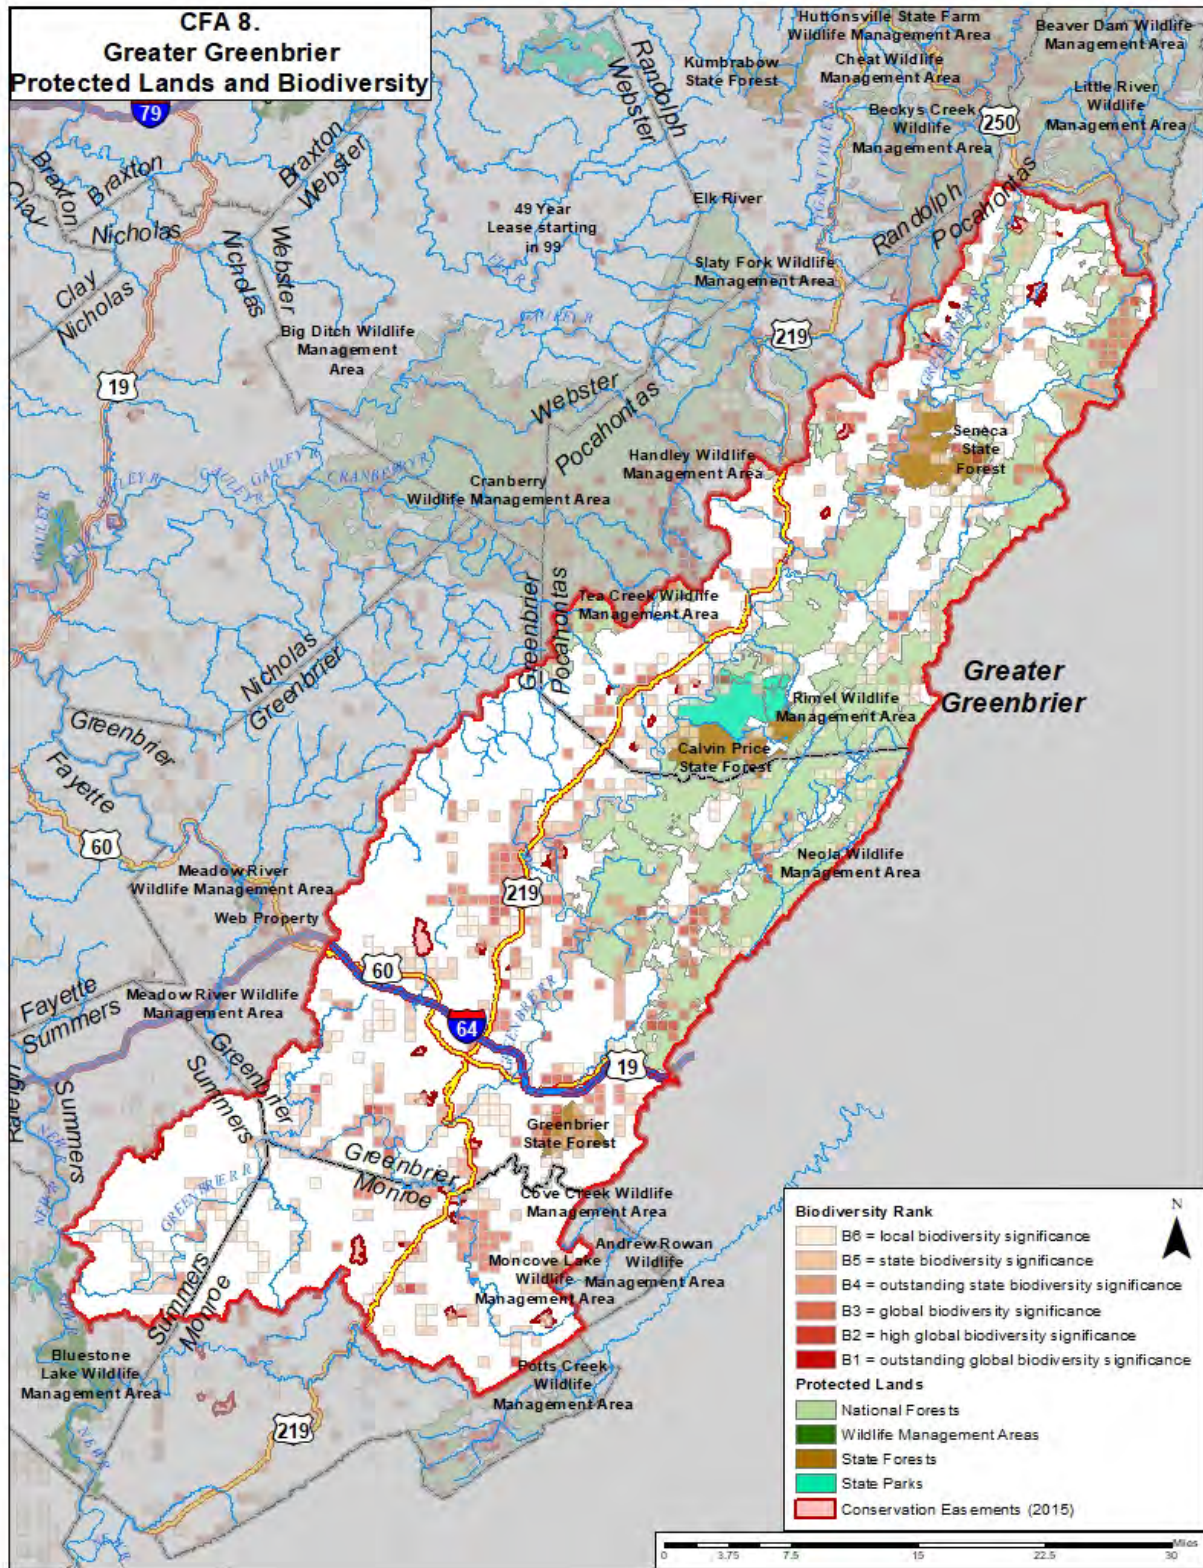 CFA 8.
Greater Greenbrier
Protected Lands and Biodiversity
Huttonsville State Farm
Wildlife Management Area
Beaver Dam Wildlife
Management Area
Kumbrabow
State Forest
Cheat Wildlife
Management Area
Little River
Wildlife
Management Area
Beckys Creek
Wildlife
Management Area
Randolph
Webster
79
250
Braxton
Clay
Braxton
Braxton
Webster
Nicholas
Nicholas
Webster
Clay
Nicholas
49 Year
Lease starting
in 99
Elk River
Randolph
Pocahontas
Slaty Fork Wildlife
Management Area
Big Ditch Wildlife
Management
Area
219
19
Webster
Pocahontas
Seneca
State
Forest
Handley Wildlife
Management Area
GAULEY R
CRANBERRY R
Cranberry
Wildlife Management Area
Greenbrier
Pocahontas
Tea Creek Wildlife
Management Area
Nicholas
Greenbrier
Greater
Greenbrier
Rimel Wildlife
Management Area
Calvin Price
State Forest
Greenbrier
Fayette
60
Neola Wildlife
Management Area
Meadow River
Wildlife Management Area
219
Web Property
60
Fayette
Summers
Meadow River Wildlife
Management Area
64
GREENBRIER R
19
Greenbrier
Summers
Raleigh
Summers
NEW R
Greenbrier
State Forest
Greenbrier
Monroe
GREENBRIER R
Cove Creek Wildlife
Management Area
Andrew Rowan
Wildlife
Management Area
Moncove Lake
Wildlife
Management Area
Summers
Monroe
Bluestone
Lake Wildlife
Management Area
Potts Creek
Wildlife
Management Area
219
NEW R
Biodiversity Rank
B6 = local biodiversity significance
B5 = state biodiversity significance
B4 = outstanding state biodiversity significance
B3 = global biodiversity significance
B2 = high global biodiversity significance
B1 = outstanding global biodiversity significance
Protected Lands
National Forests
Wildlife Management Areas
State Forests
State Parks
Conservation Easements (2015)
N
Miles
0 3.75 7.5 15 22.5 30